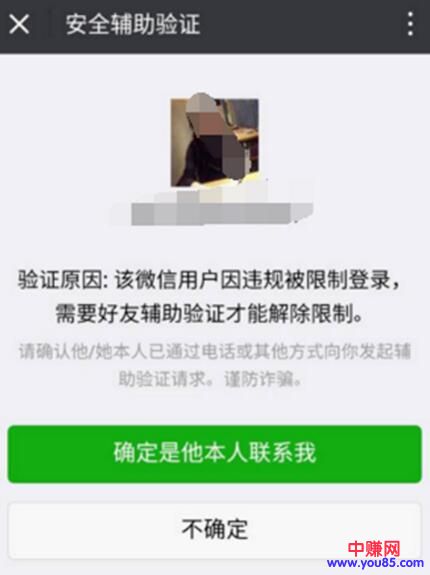 安全辅助验证
验证原因: 该微信用户因违规被限制登录，
需要好友辅助验证才能解除限制。
请确认他/她本人已通过电话或其他方式向你发起辅
助验证请求。谨防诈骗。
确定是他本人联系我
不确定
中赚网
www.you85.com